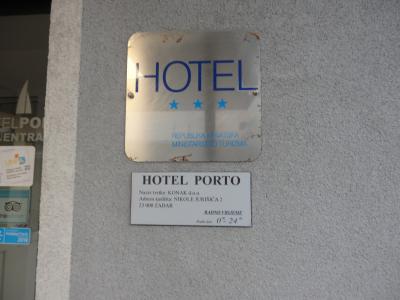 HOTEL
★ ★ ★
REPUBLIKA HRVATSKA
MINISTARSTVO TURIZMA
HOTEL PORTO
Naziv tvrtke: KONAK d.o.o.
Adresa sjedišta: NIKOLE JURIŠIĆA 2
23 000 ZADAR
RADNO VRIJEME
0-24